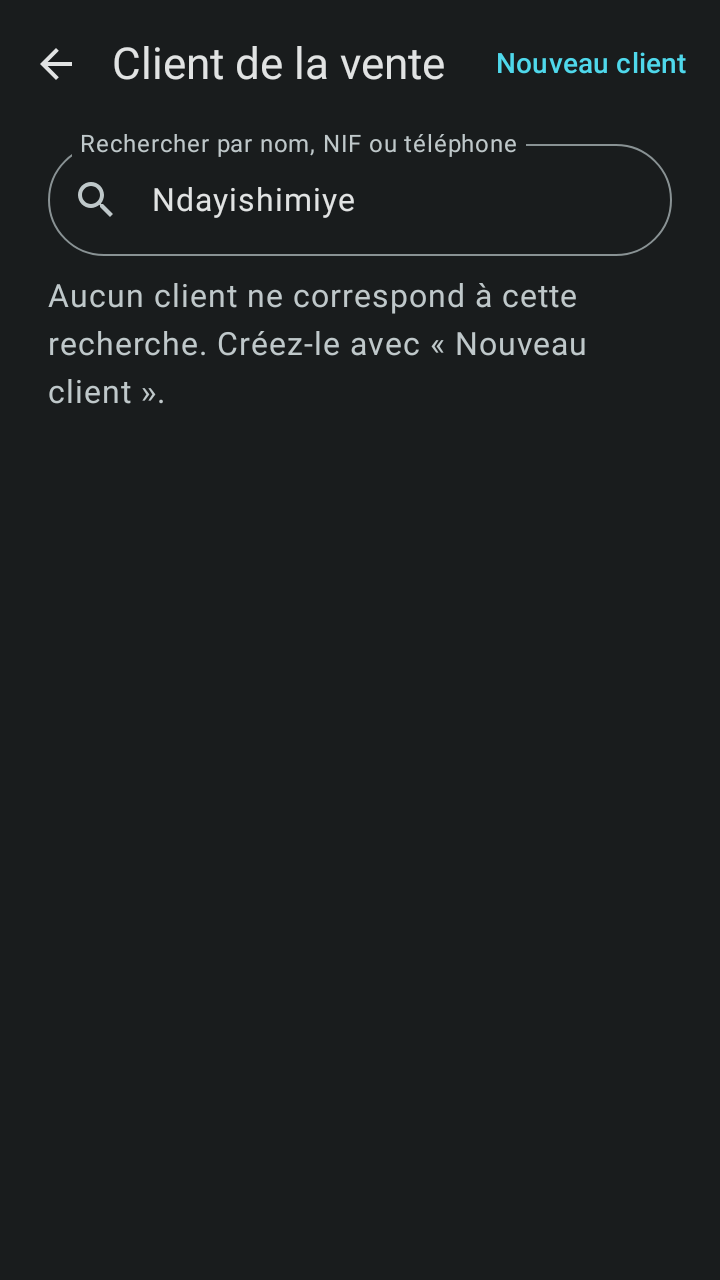 Client de la vente
Nouveau client
Rechercher par nom, NIF ou téléphone
Ndayishimiye
Aucun client ne correspond à cette
recherche. Créez-le avec « Nouveau
client ».